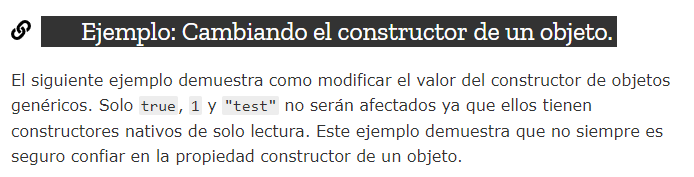 Ejemplo: Cambiando el constructor de un objeto.
El siguiente ejemplo demuestra como modificar el valor del constructor de objetos
genéricos. Solo true, 1 y "test" no serán afectados ya que ellos tienen
constructores nativos de solo lectura. Este ejemplo demuestra que no siempre es
seguro confiar en la propiedad constructor de un objeto.